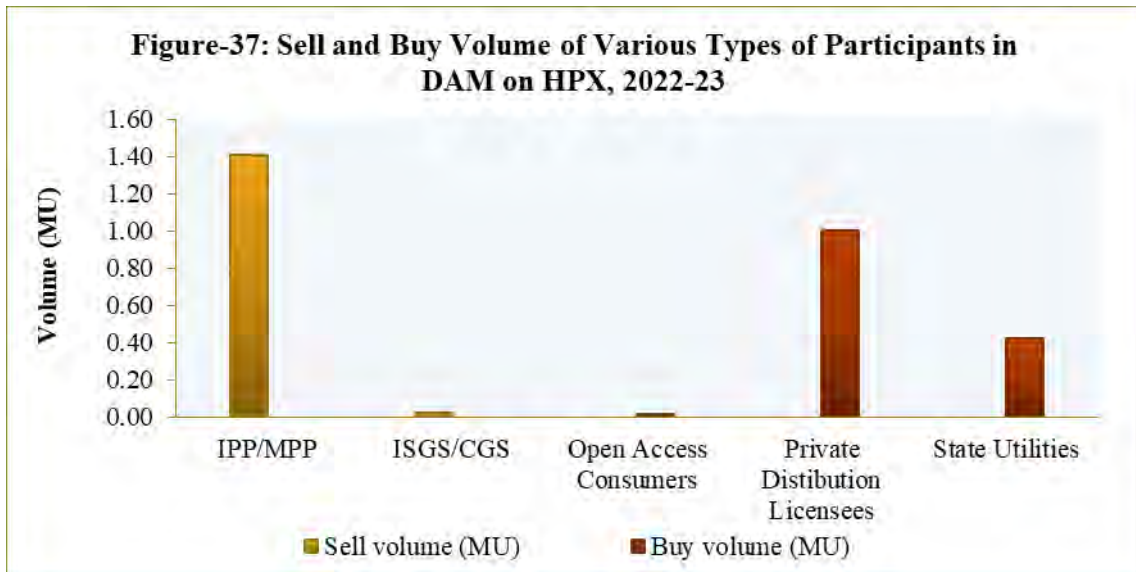 Figure-37: Sell and Buy Volume of Various Types of Participants in
DAM on HPX, 2022-23
Volume (MU)
1.60
1.40
1.20
1.00
0.80
0.60
0.40
0.20
0.00
IPP/MPP
ISGS/CGS
Open Access
Consumers
Private
Distibution
Licensees
State Utilities
Sell volume (MU)
Buy volume (MU)